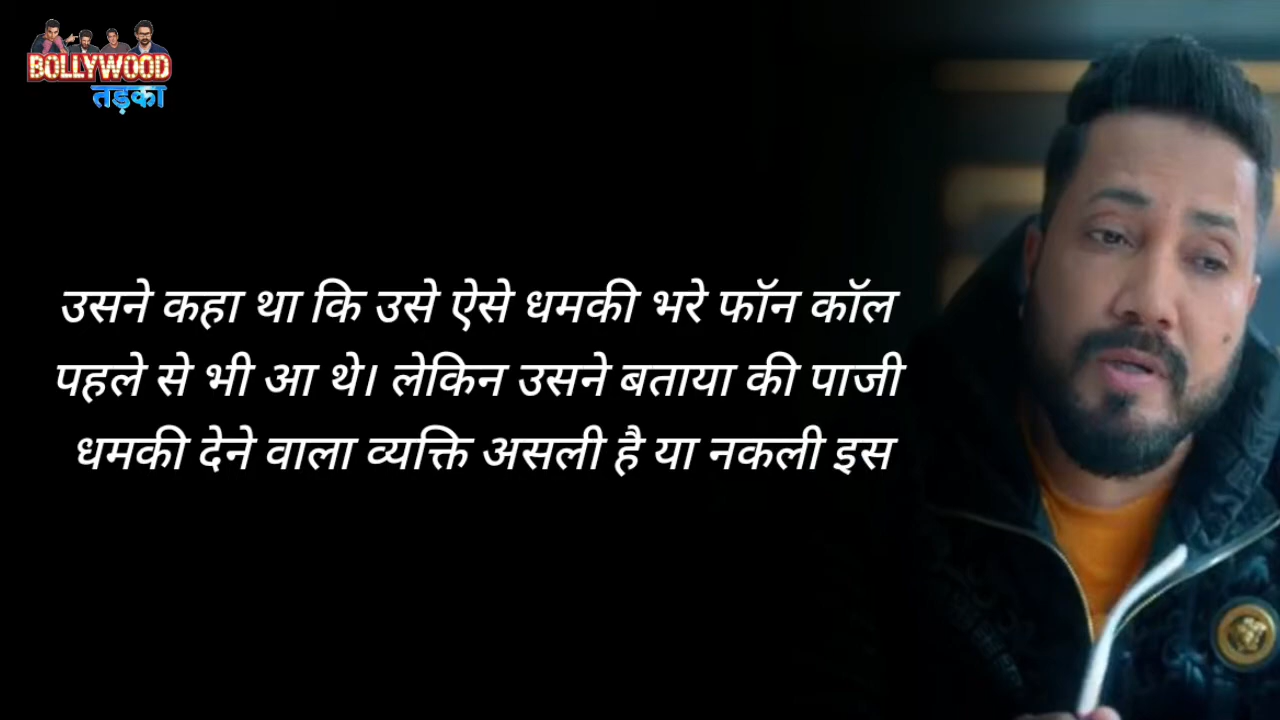 BOLLYWOOD
तड़का
उसने कहा था कि उसे ऐसे धमकी भरे फॉन कॉल
पहले से भी आ थे। लेकिन उसने बताया की पाजी
धमकी देने वाला व्यक्ति असली है या नकली इस